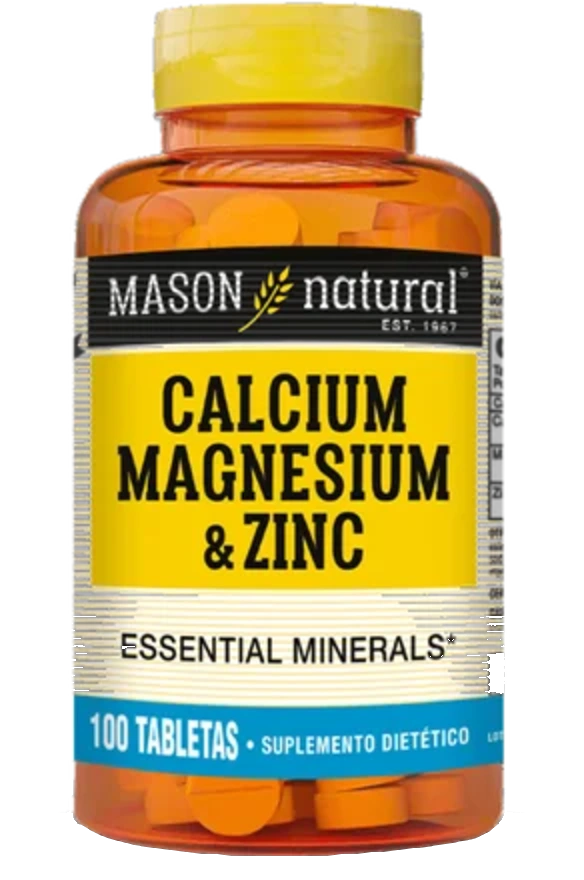 MASON natural®
EST. 1967
CALCIUM
MAGNESIUM
& ZINC
ESSENTIAL MINERALS*
100 TABLETAS • SUPLEMENTO DIETÉTICO